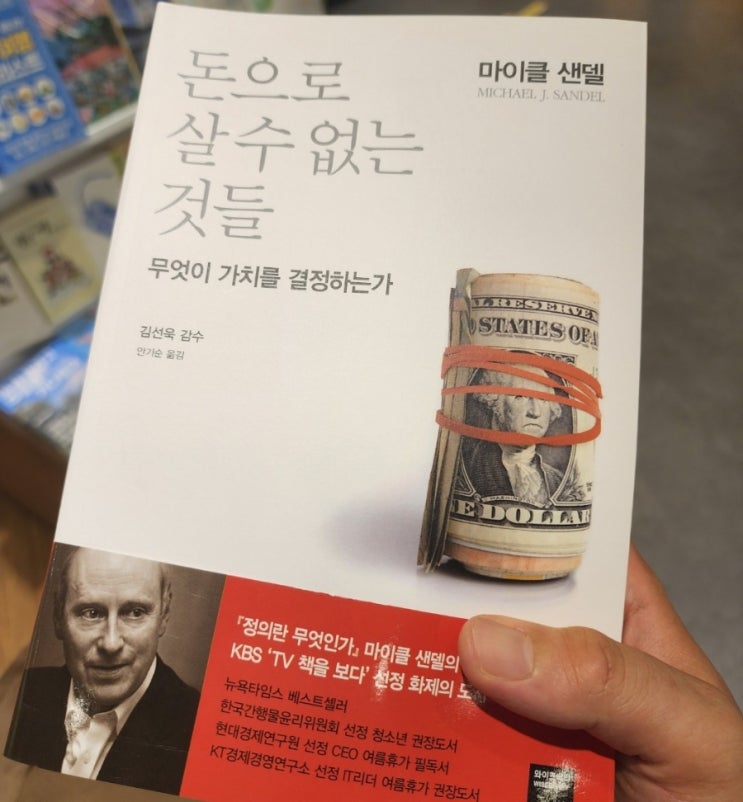 돈으로
살 수 없는
것들
마이클 샌델
MICHAEL J. SANDEL
무엇이 가치를 결정하는가
김선욱 감수
안기순 옮김
STATES OF
E DOLLAR
『정의란 무엇인가』 마이클 샌델의
KBS ‘TV 책을 보다’ 선정 화제의
뉴욕타임스 베스트셀러
한국간행물윤리위원회 선정 청소년 권장도서
현대경제연구원 선정 CEO 여름휴가 필독서
KT경제경영연구소 선정 IT리더 여름휴가 권장도서